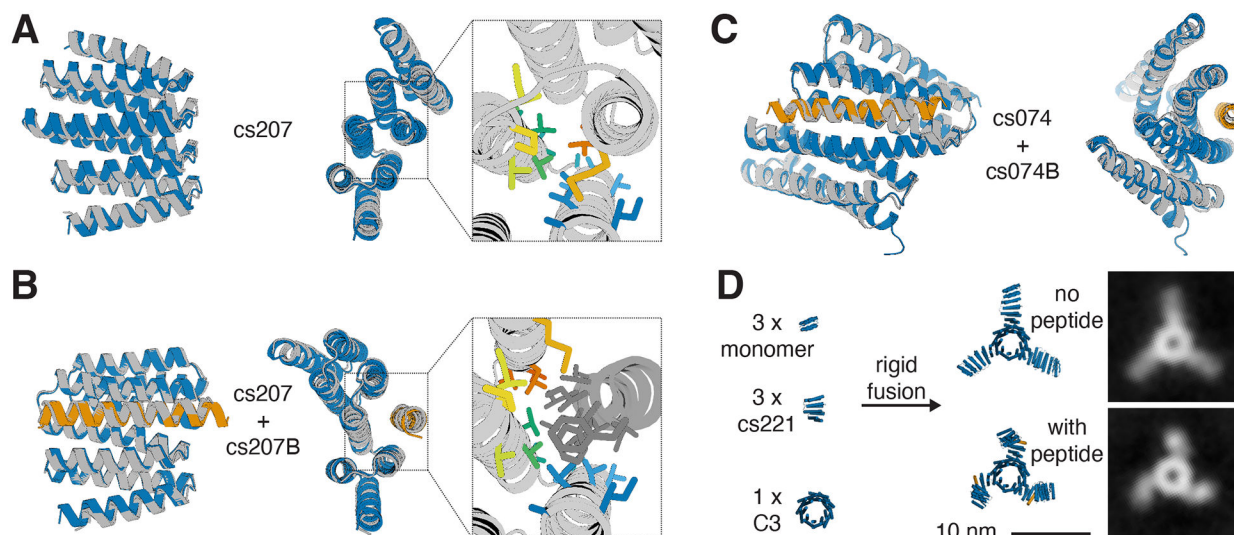 A
cs207
B
cs207
+
cs207B
C
cs074
+
cs074B
D
3 x
monomer
3 x
cs221
1 x
C3
rigid
fusion
no
peptide
with
peptide
10 nm